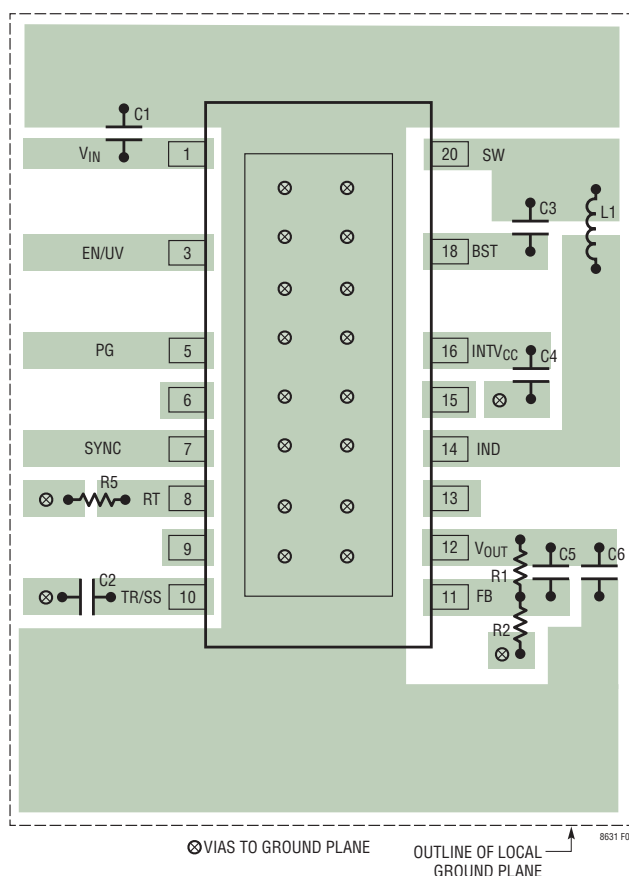 C1
VIN
1
20
SW
C3
L1
EN/UV
3
18
BST
PG
5
16
INTVCC
C4
6
15
SYNC
7
14
IND
R5
RT
8
13
9
12
VOUT
C5
C6
R1
C2
TR/SS
10
11
FB
R2
⊗VIAS TO GROUND PLANE
OUTLINE OF LOCAL
GROUND PLANE